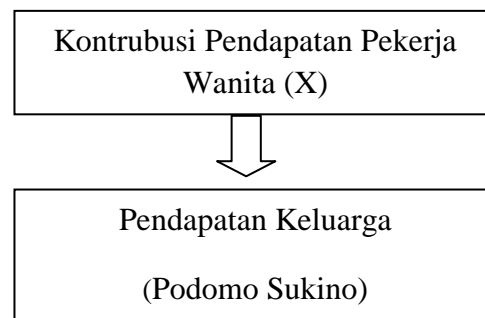 Kontrubusi Pendapatan Pekerja
Wanita (X)
Pendapatan Keluarga
(Podomo Sukino)